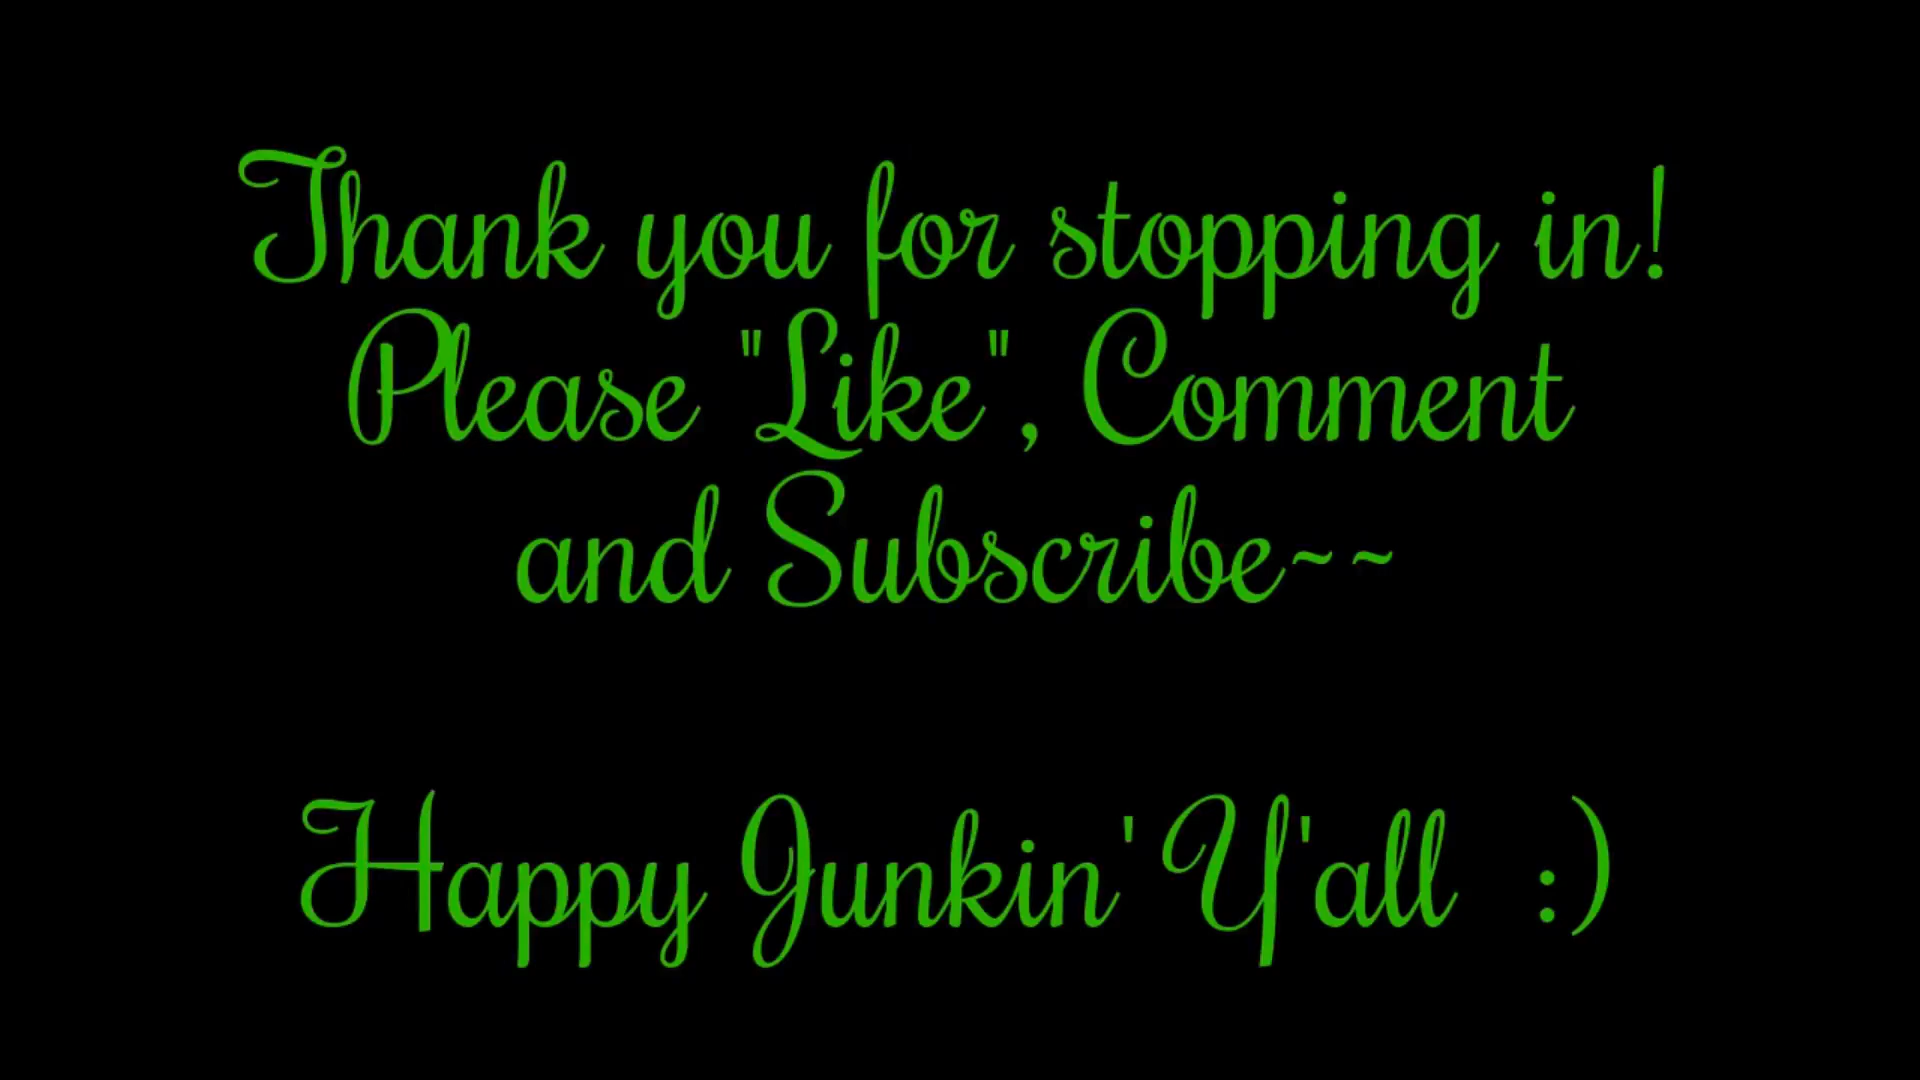 Thank you for stopping in!
Please "Like", Comment
and Subscribe~~
Happy Junkin' Y'all :)